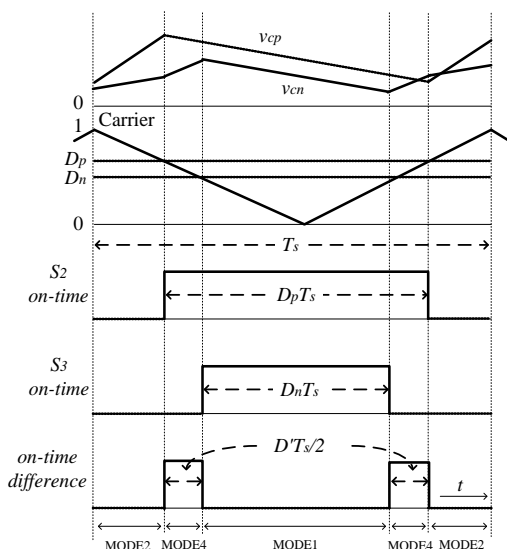 vcp
vcn
0
1 Carrier
Dp
Dn
0
Ts
S2
on-time
DpTs
S3
on-time
DnTs
on-time
difference
D'Ts/2
t
MODE2 MODE4 MODE1 MODE4 MODE2